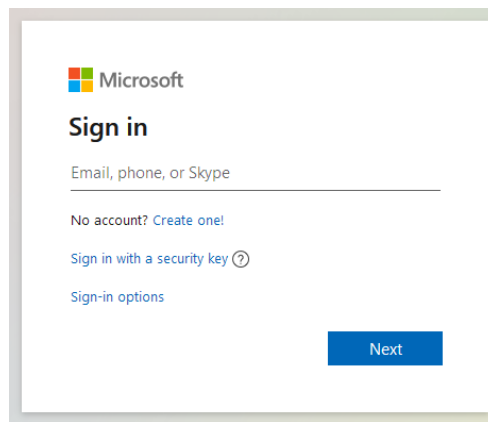 Microsoft
Sign in
Email, phone, or Skype
No account? Create one!
Sign in with a security key ?
Sign-in options
Next